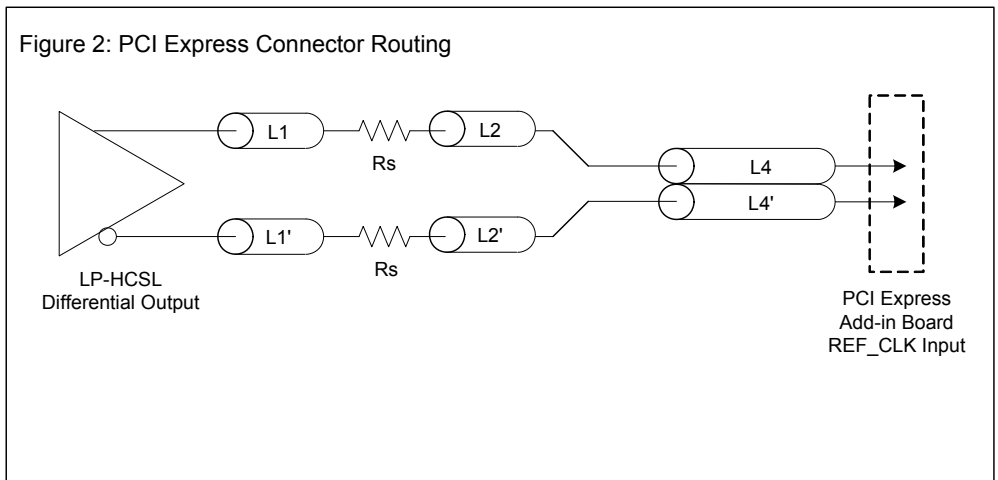 Figure 2: PCI Express Connector Routing
L1
Rs
L2
L4
L4'
L1'
Rs
L2'
LP-HCSL
Differential Output
PCI Express
Add-in Board
REF_CLK Input